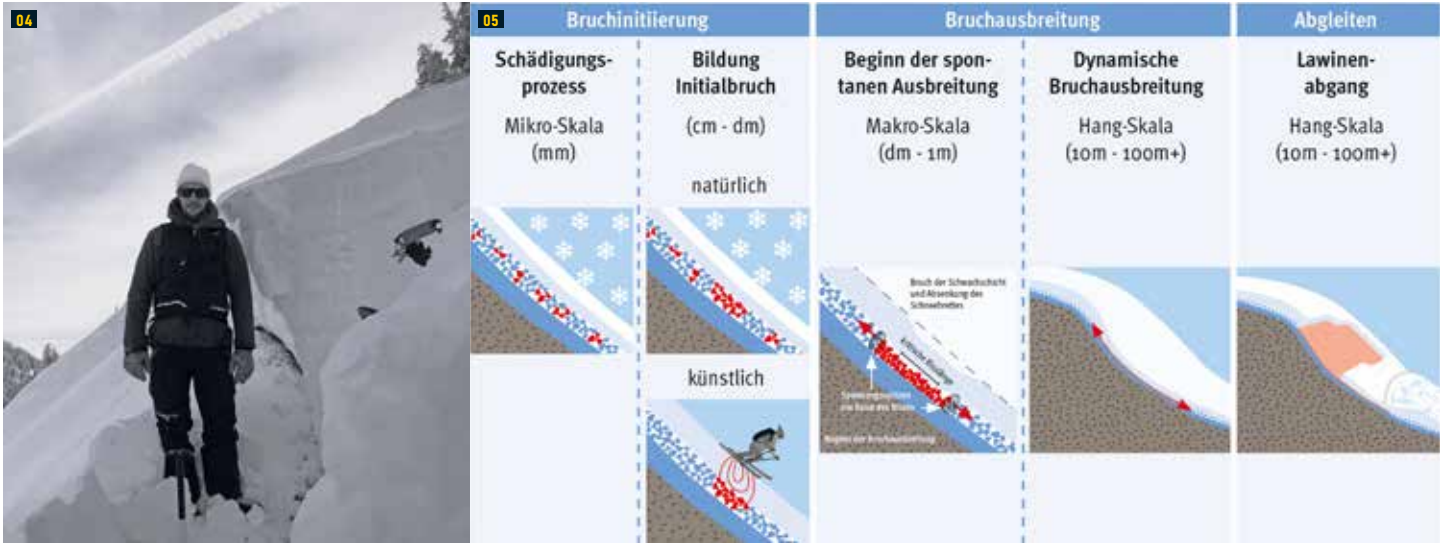 04
05
Bruchinitiierung
Bruchausbreitung
Abgleiten
Schädigungs-
prozess
Mikro-Skala
(mm)
Bildung
Initialbruch
(cm - dm)
natürlich
künstlich
Beginn der spon-
tanen Ausbreitung
Makro-Skala
(dm - 1m)
Bruch der Schwachschicht
und Absenkung des
Schneebrettes
kritische Risslänge
Beginn der Bruchausbreitung
Dynamische
Bruchausbreitung
Hang-Skala
(10m - 100m+)
Lawinen-
abgang
Hang-Skala
(10m - 100m+)